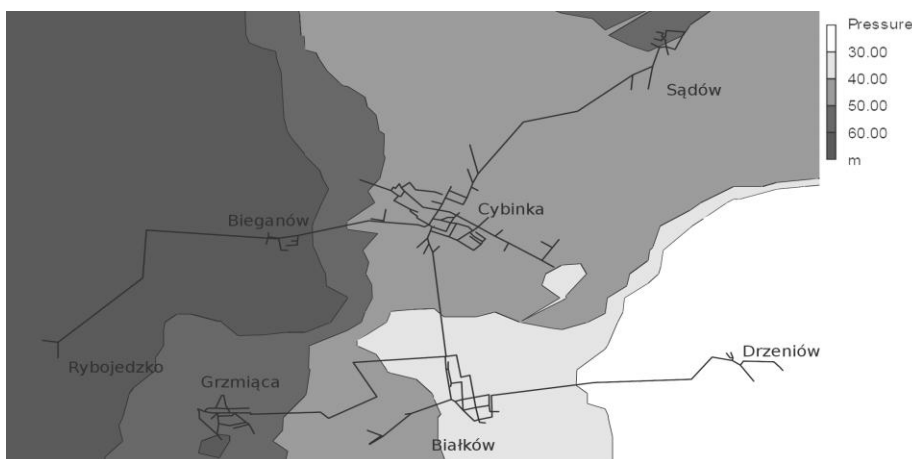 Pressure
30.00
40.00
50.00
60.00
m
Sądów
Cybinka
Bieganów
Rybojedzko
Grzmiąca
Drzeniów
Białków